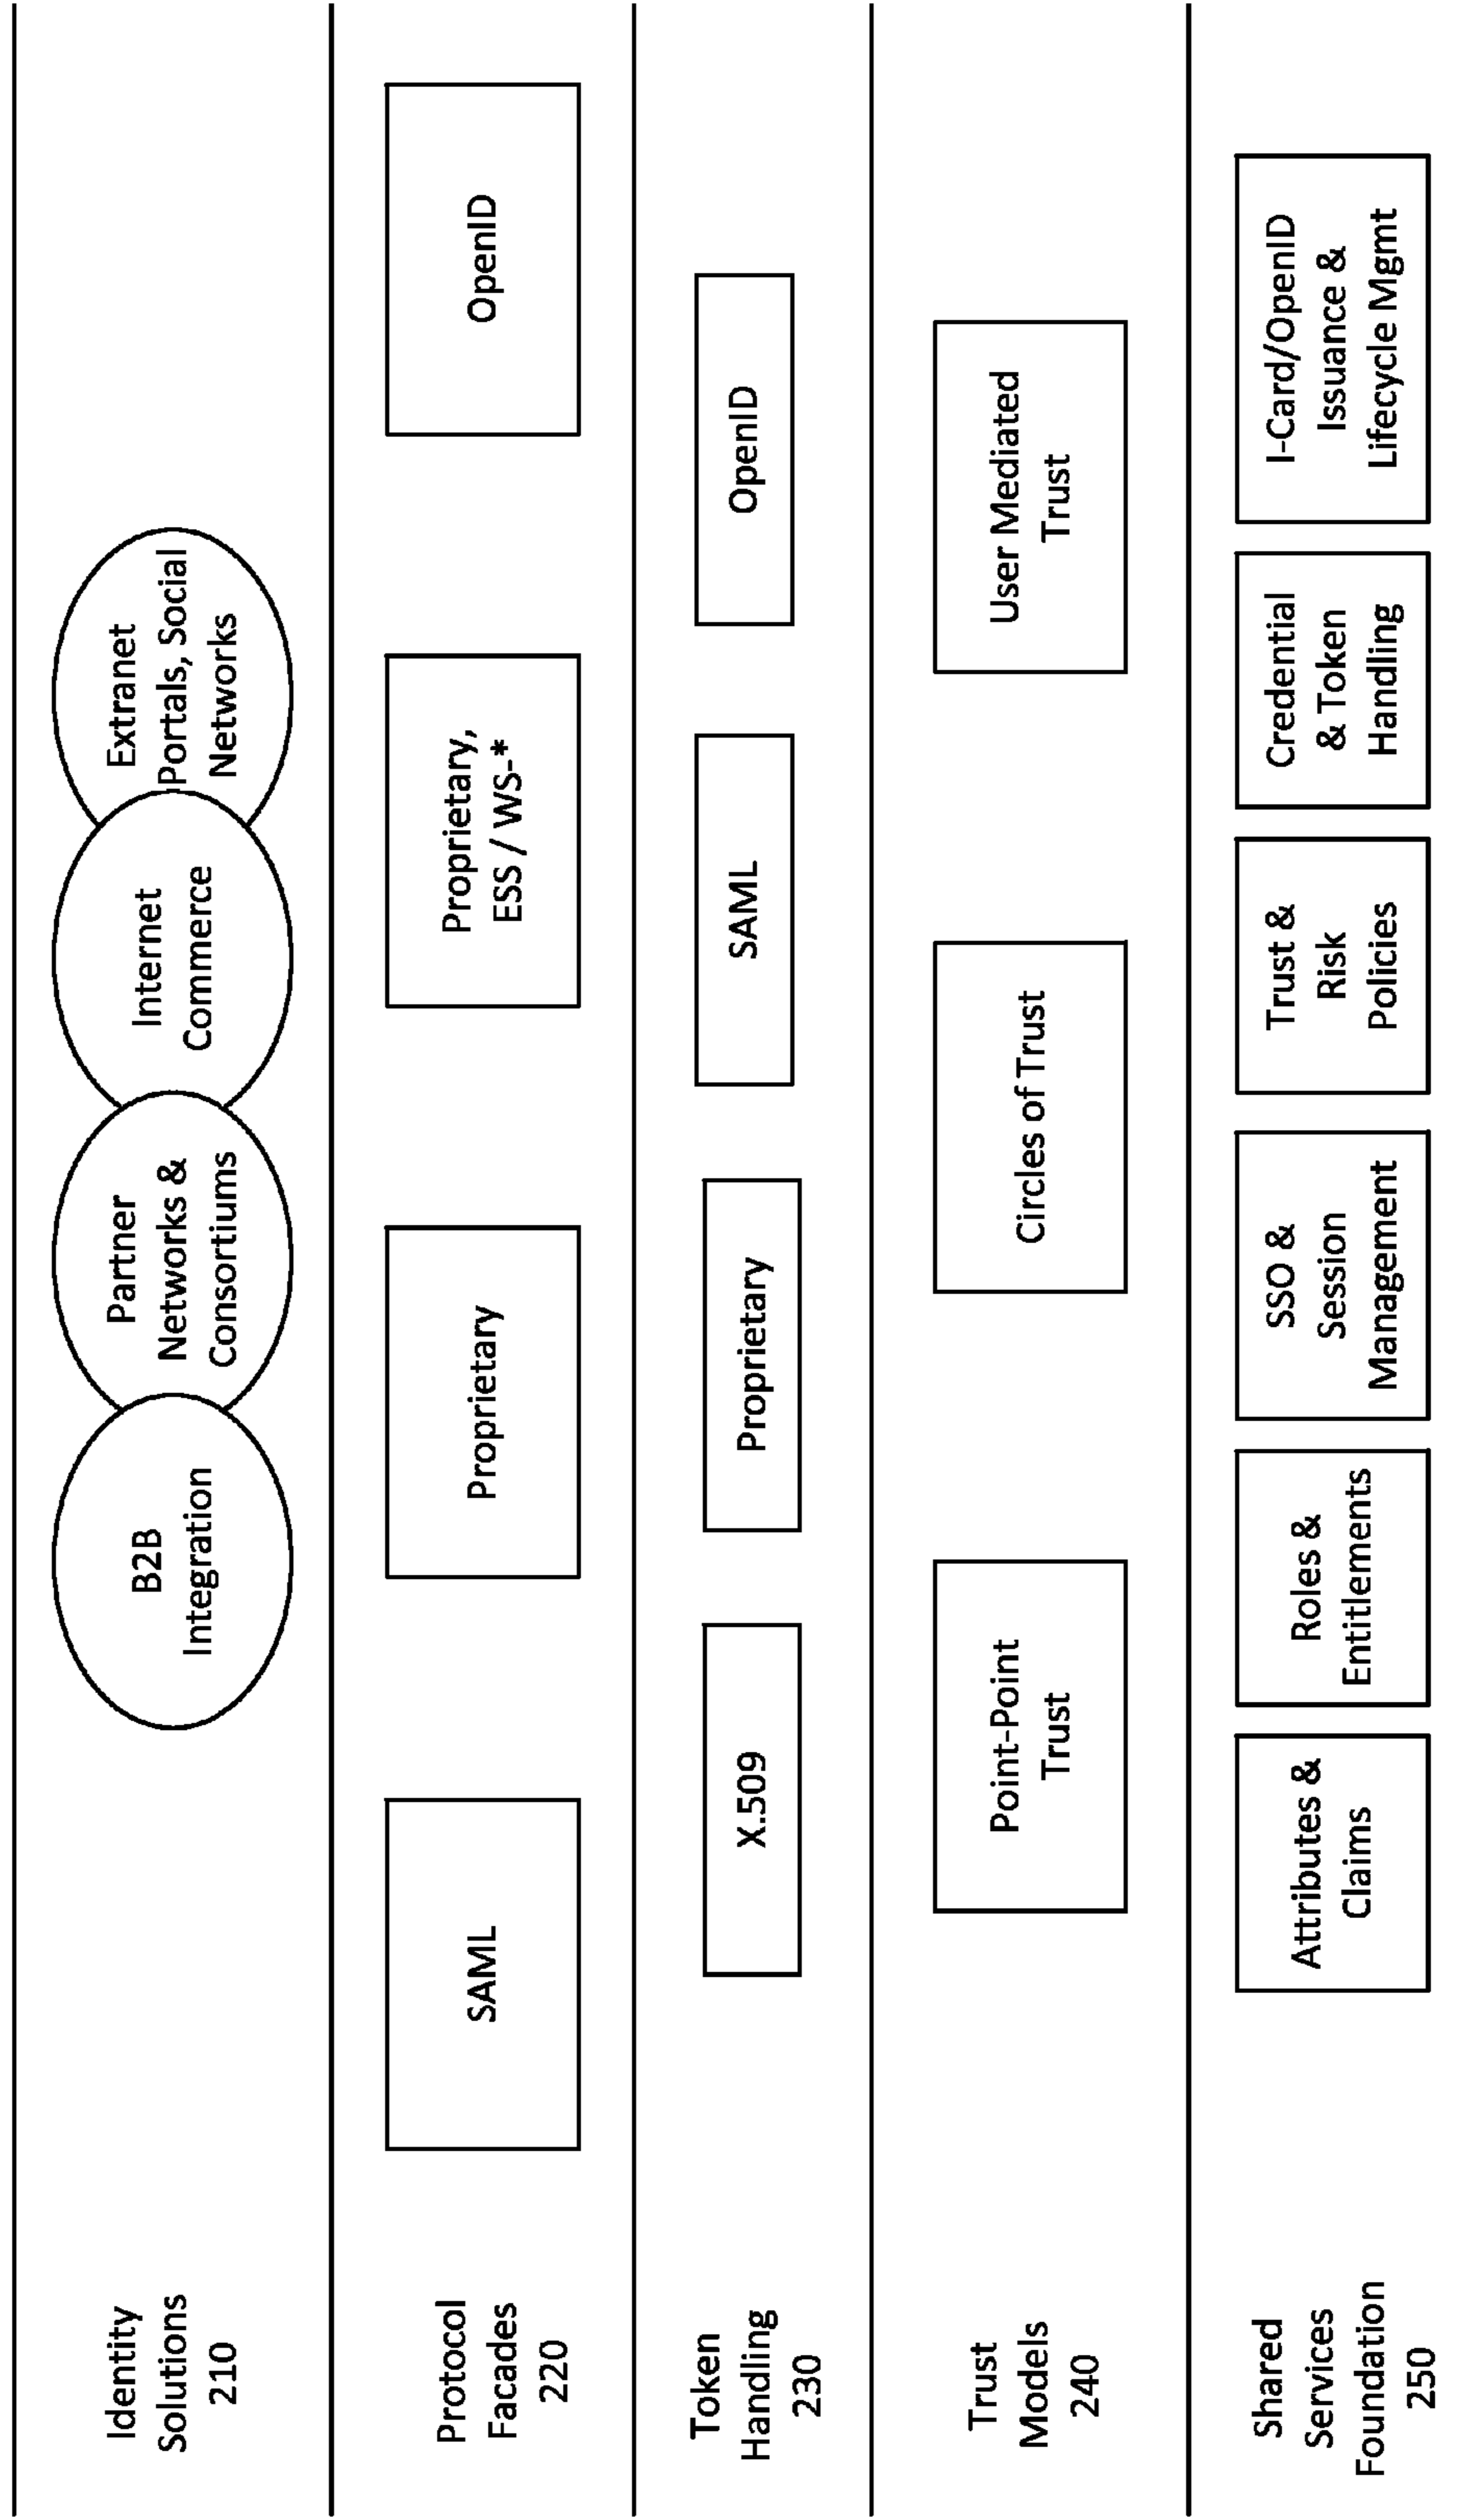 Identity
Solutions
210
B2B
Integration
Partner
Networks &
Consortiums
Internet
Commerce
Extranet
Portals, Social
Networks
Protocol
Facades
220
SAML
Proprietary
Proprietary,
ESS / WS-*
OpenID
Token
Handling
230
X.509
Proprietary
SAML
OpenID
Trust
Models
240
Point-Point
Trust
Circles of Trust
User Mediated
Trust
Shared
Services
Foundation
250
Attributes &
Claims
Roles &
Entitlements
SSO &
Session
Management
Trust &
Risk
Policies
Credential
& Token
Handling
I-Card/OpenID
Issuance &
Lifecycle Mgmt